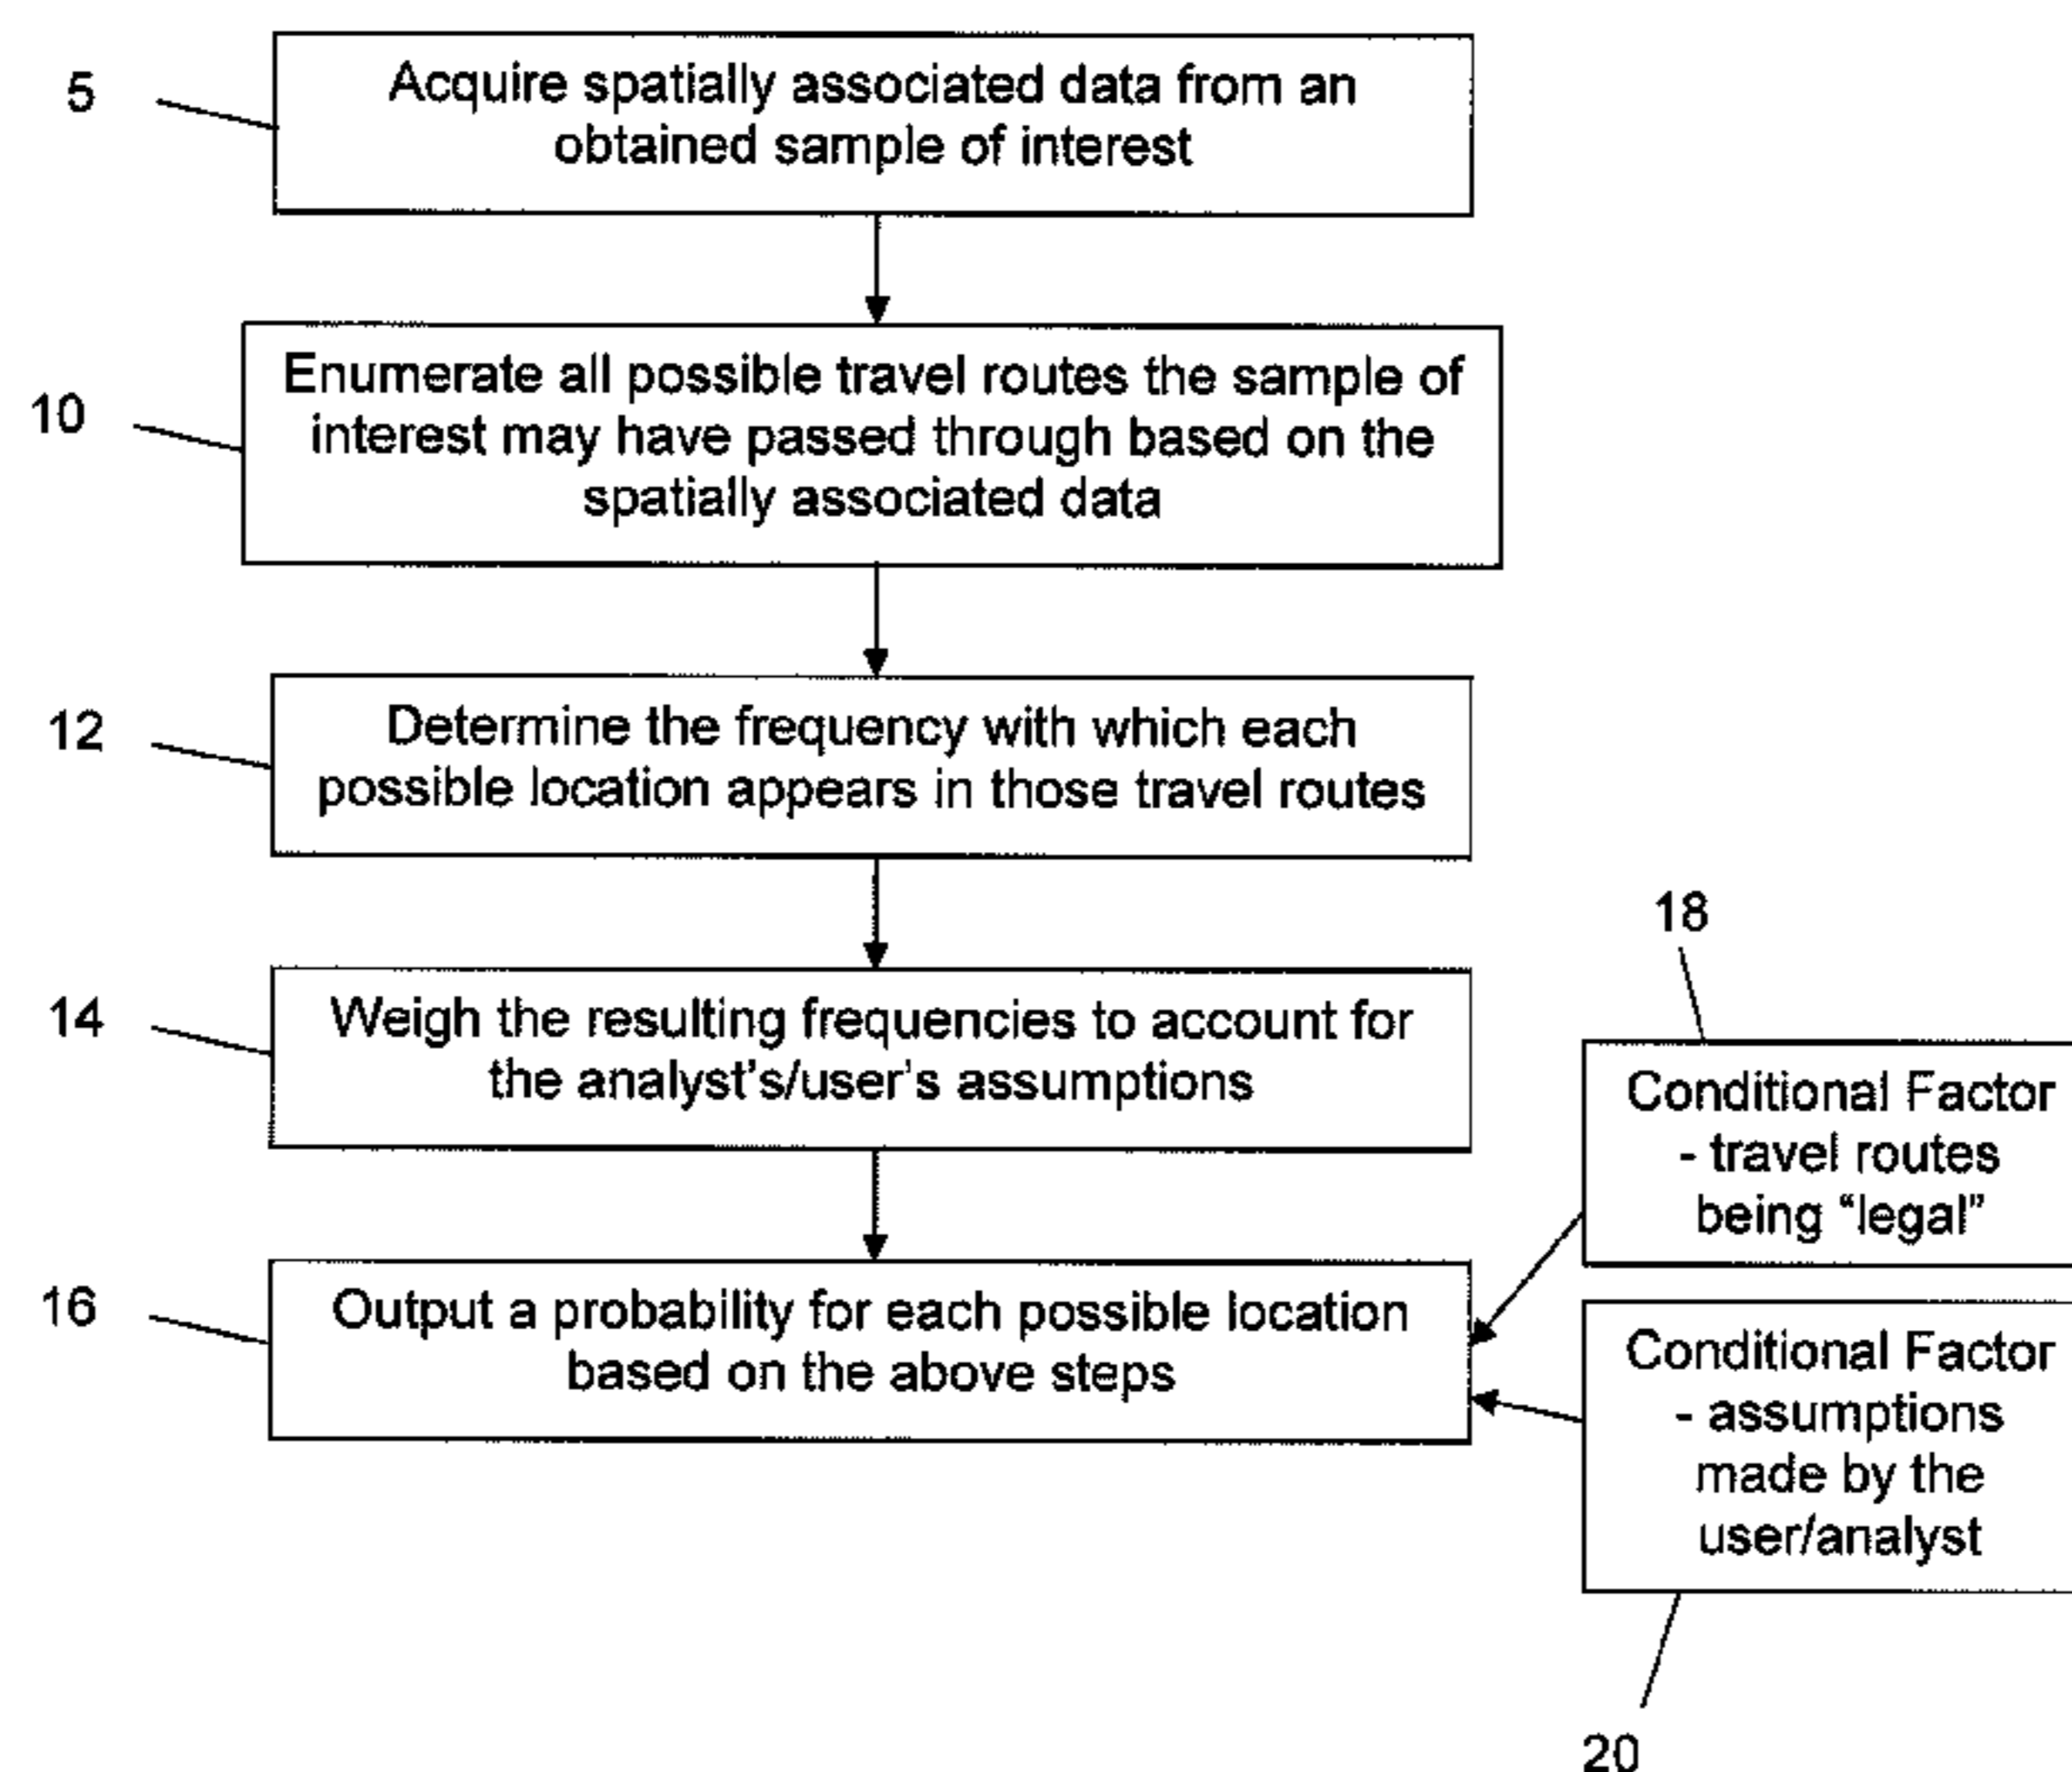 5
Acquire spatially associated data from an
obtained sample of interest
10
Enumerate all possible travel routes the sample of
interest may have passed through based on the
spatially associated data
12
Determine the frequency with which each
possible location appears in those travel routes
14
Weigh the resulting frequencies to account for
the analyst's/user's assumptions
16
Output a probability for each possible location
based on the above steps
18
Conditional Factor
- travel routes
being “legal”
Conditional Factor
- assumptions
made by the
user/analyst
20